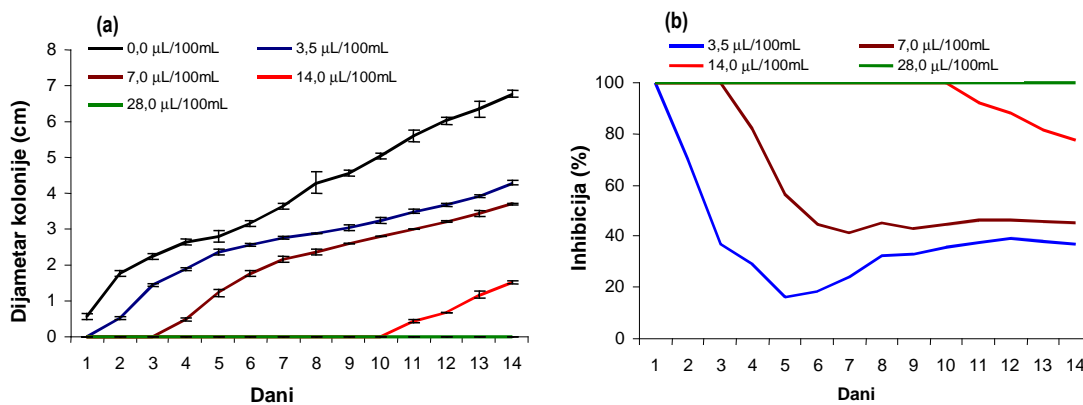 (a)
0,0 µL/100mL 3,5 µL/100mL
7,0 µL/100mL 14,0 µL/100mL
28,0 µL/100mL
Dijametar kolonije (cm)
8
7
6
5
4
3
2
1
0
1 2 3 4 5 6 7 8 9 10 11 12 13 14
Dani
(b)
3,5 µL/100mL 7,0 µL/100mL
14,0 µL/100mL 28,0 µL/100mL
Inhibicija (%)
100
80
60
40
20
0
1 2 3 4 5 6 7 8 9 10 11 12 13 14
Dani